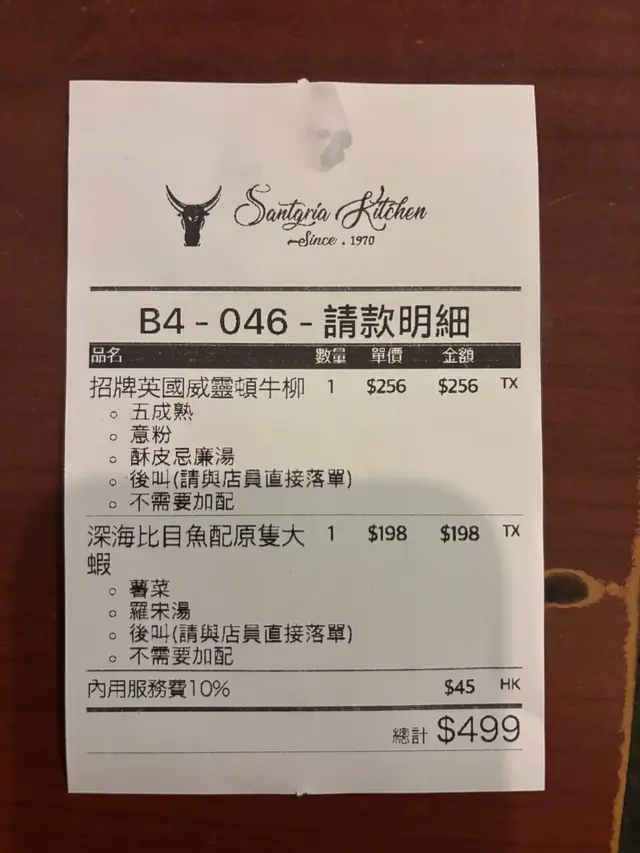 Santgria Kitchen
Since . 1970
B4 - 046 - 請款明細
品名 數量 單價 金額
招牌英國威靈頓牛柳 1 $256 $256 TX
五成熟
意粉
酥皮忌廉湯
後叫(請與店員直接落單)
不需要加配
深海比目魚配原隻大 1 $198 $198 TX
蝦
薯菜
羅宋湯
後叫(請與店員直接落單)
不需要加配
內用服務費10% $45 HK
總計 $499